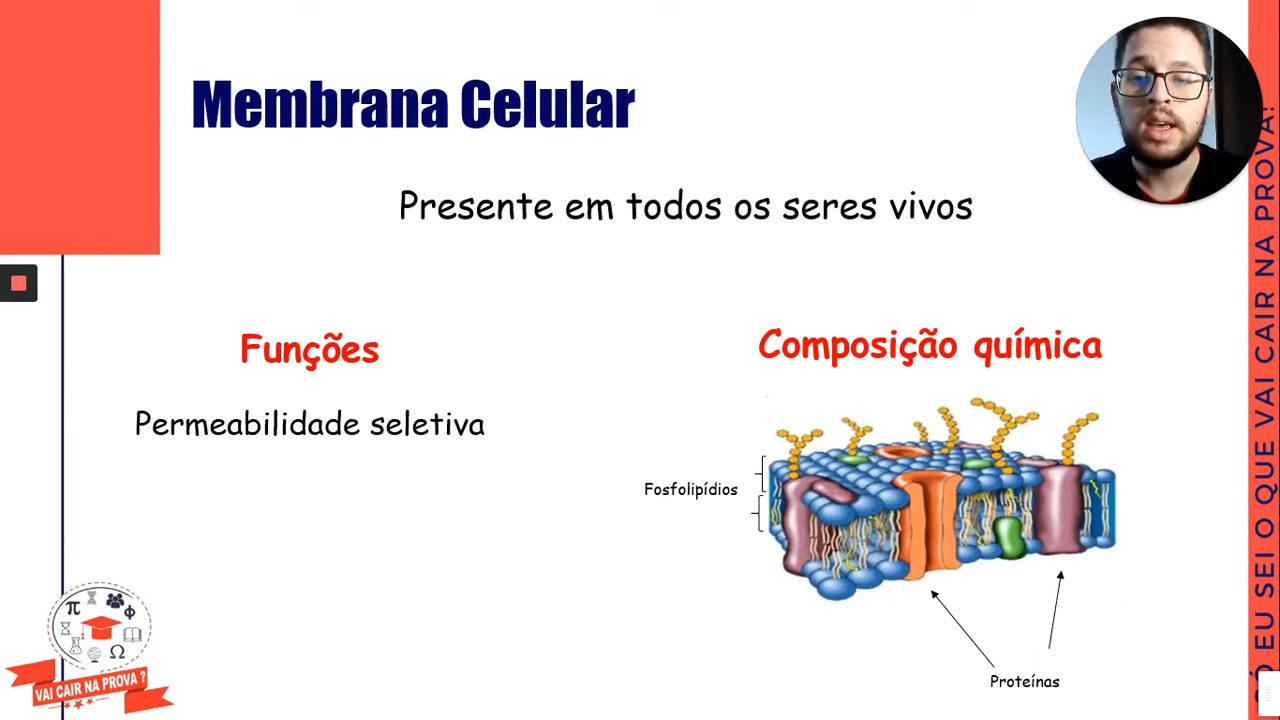 Membrana Celular
Presente em todos os seres vivos
Funções
Composição química
Permeabilidade seletiva
Fosfolipídios
Proteínas
VAI CAIR NA PROVA ?
SÓ EU SEI O QUE VAI CAIR NA PROVA!
π
Φ
Ω